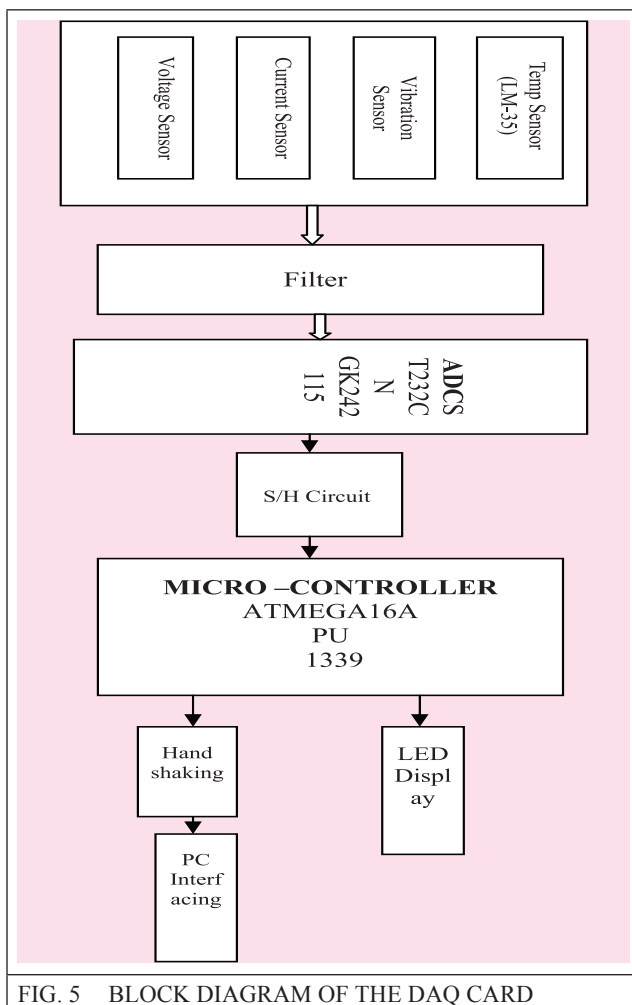 Voltage Sensor
Current Sensor
Vibration
Sensor
Temp Sensor
(LM-35)
Filter
ADCS
T232C
N
GK242
115
S/H Circuit
MICRO –CONTROLLER
ATMEGA16A
PU
1339
Hand
shaking
LED
Displ
ay
PC
Interf
acing
FIG. 5 BLOCK DIAGRAM OF THE DAQ CARD